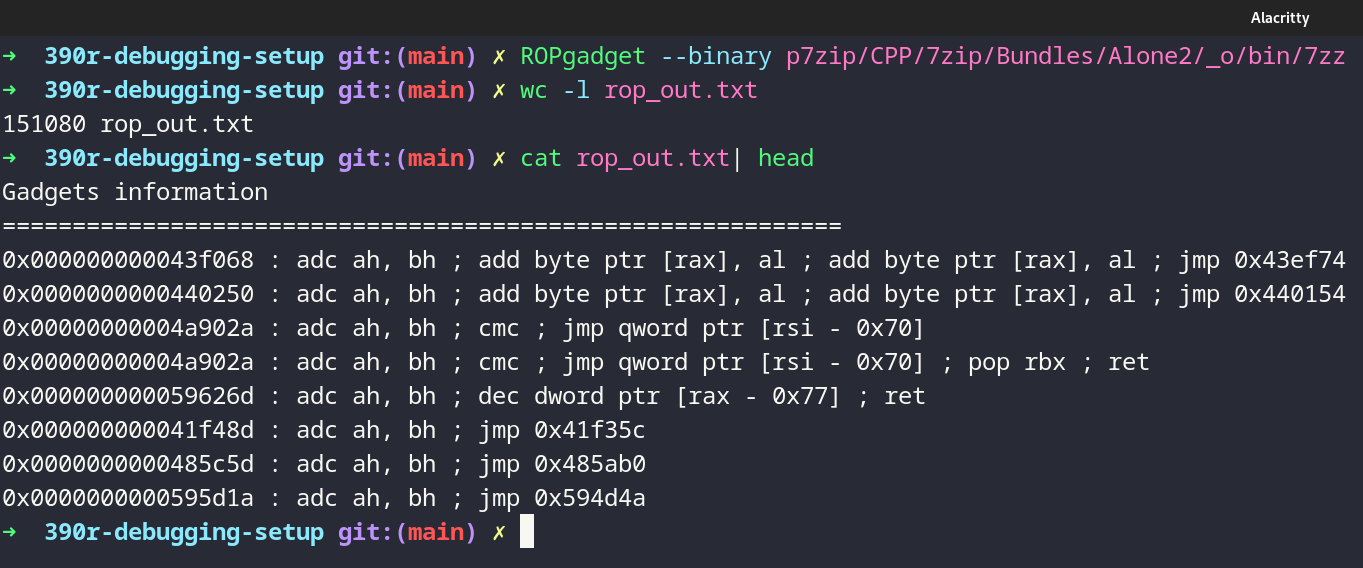 Alacritty
➜  390r-debugging-setup git:(main) ✗ ROPgadget --binary p7zip/CPP/7zip/Bundles/Alone2/_o/bin/7zz
➜  390r-debugging-setup git:(main) ✗ wc -l rop_out.txt
151080 rop_out.txt
➜  390r-debugging-setup git:(main) ✗ cat rop_out.txt| head
Gadgets information
============================================================
0x000000000043f068 : adc ah, bh ; add byte ptr [rax], al ; add byte ptr [rax], al ; jmp 0x43ef74
0x0000000000440250 : adc ah, bh ; add byte ptr [rax], al ; add byte ptr [rax], al ; jmp 0x440154
0x00000000004a902a : adc ah, bh ; cmc ; jmp qword ptr [rsi - 0x70]
0x00000000004a902a : adc ah, bh ; cmc ; jmp qword ptr [rsi - 0x70] ; pop rbx ; ret
0x000000000059626d : adc ah, bh ; dec dword ptr [rax - 0x77] ; ret
0x000000000041f48d : adc ah, bh ; jmp 0x41f35c
0x0000000000485c5d : adc ah, bh ; jmp 0x485ab0
0x0000000000595d1a : adc ah, bh ; jmp 0x594d4a
➜  390r-debugging-setup git:(main) ✗